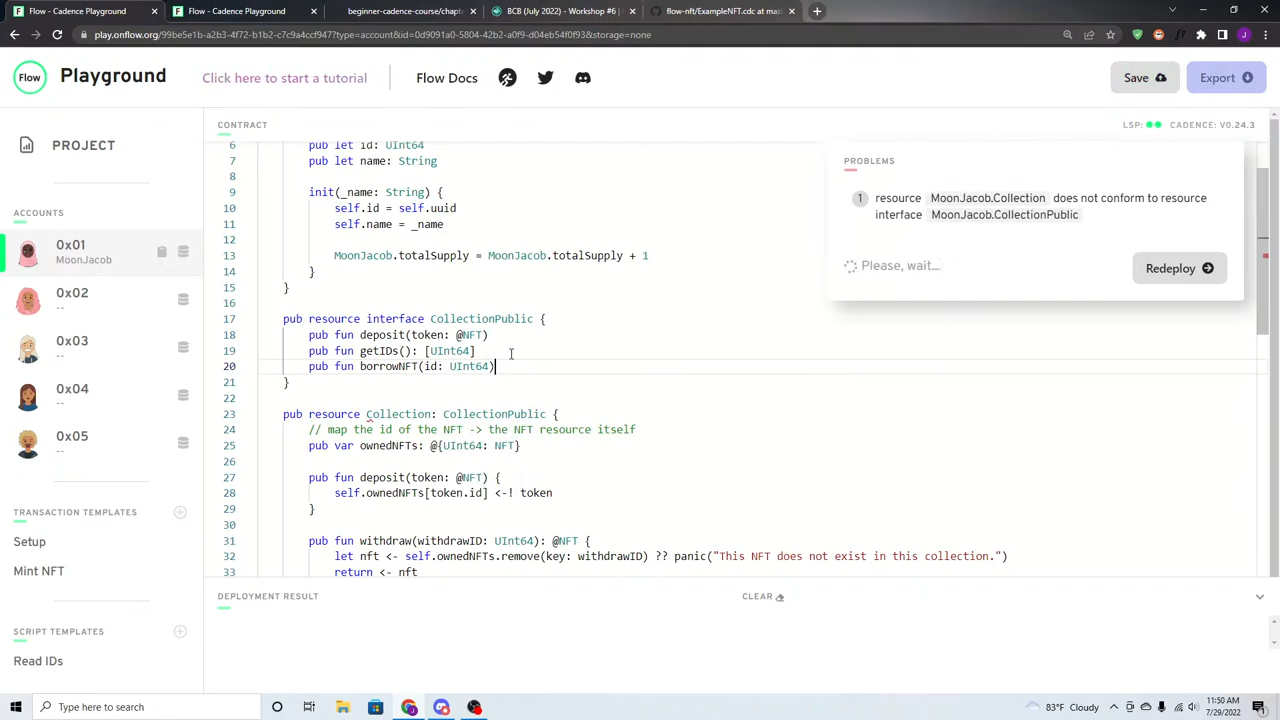 Flow - Cadence Playground
Flow - Cadence Playground
beginner-cadence-course/chapte
BCB (July 2022) - Workshop #6 |
flow-nft/ExampleNFT.cdc at mas
play.onflow.org/99be5e1b-a2b3-4f72-b1b2-c7c9a4ccf947?type=account&id=0d9091a0-5804-42b2-a0f9-d04eb54f0f93&storage=none
Flow
Playground
Click here to start a tutorial
Flow Docs
Save
Export
PROJECT
ACCOUNTS
0x01
MoonJacob
0x02
--
0x03
--
0x04
--
0x05
--
TRANSACTION TEMPLATES
Setup
Mint NFT
SCRIPT TEMPLATES
Read IDs
CONTRACT
LSP:
CADENCE: V0.24.3
6 pub let id: UInt64
7 pub let name: String
8
9 init(_name: String) {
10 self.id = self.uuid
11 self.name = _name
12
13 MoonJacob.totalSupply = MoonJacob.totalSupply + 1
14 }
15 }
16
17 pub resource interface CollectionPublic {
18 pub fun deposit(token: @NFT)
19 pub fun getIDs(): [UInt64]
20 pub fun borrowNFT(id: UInt64)
21 }
22
23 pub resource Collection: CollectionPublic {
24 // map the id of the NFT -> the NFT resource itself
25 pub var ownedNFTs: @{UInt64: NFT}
26
27 pub fun deposit(token: @NFT) {
28 self.ownedNFTs[token.id] <-! token
29 }
30
31 pub fun withdraw(withdrawID: UInt64): @NFT {
32 let nft <- self.ownedNFTs.remove(key: withdrawID) ?? panic("This NFT does not exist in this collection.")
33 return <- nft
PROBLEMS
1 resource MoonJacob.Collection does not conform to resource
interface MoonJacob.CollectionPublic
Please, wait...
Redeploy
DEPLOYMENT RESULT
CLEAR
Type here to search
83°F Cloudy
11:50 AM
7/29/2022